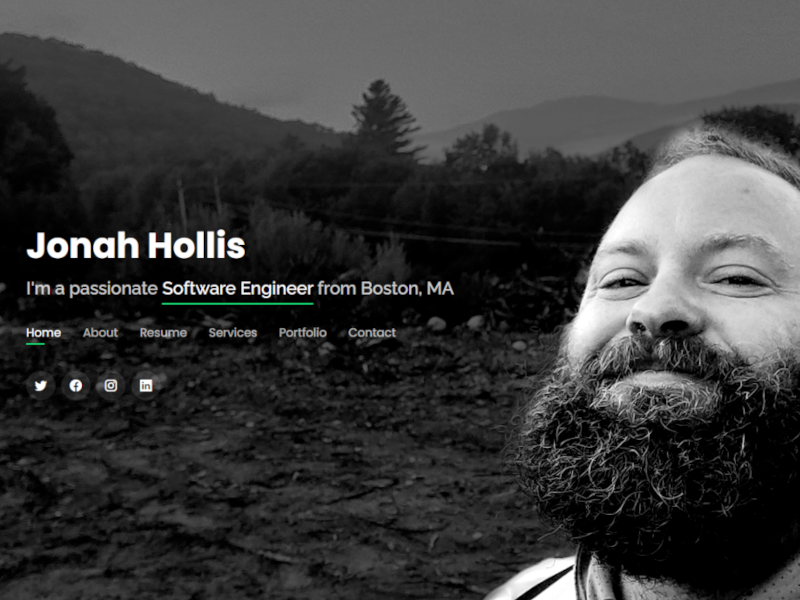 Jonah Hollis
I'm a passionate Software Engineer from Boston, MA
Home About Resume Services Portfolio Contact